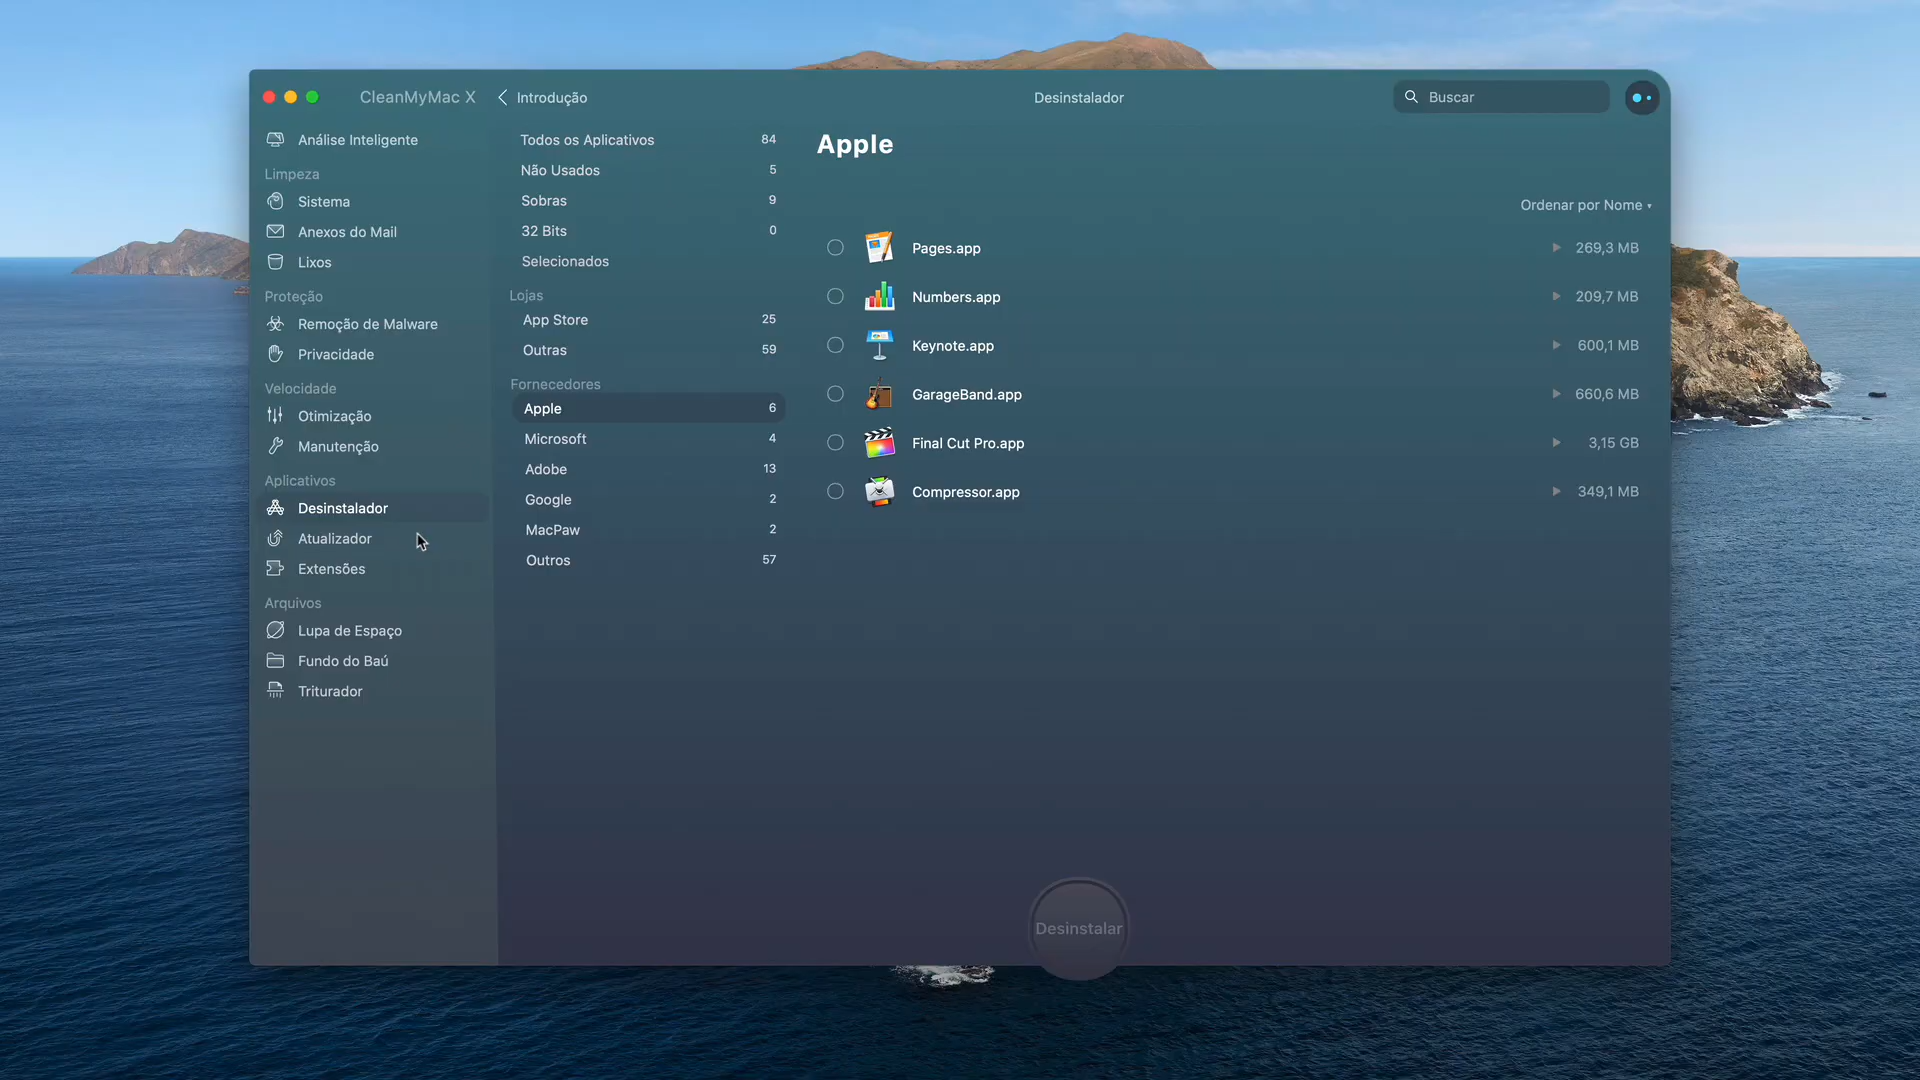 CleanMyMac X
Introdução
Desinstalador
Buscar
Análise Inteligente
Limpeza
Sistema
Anexos do Mail
Lixos
Proteção
Remoção de Malware
Privacidade
Velocidade
Otimização
Manutenção
Aplicativos
Desinstalador
Atualizador
Extensões
Arquivos
Lupa de Espaço
Fundo do Baú
Triturador
Todos os Aplicativos 84
Não Usados 5
Sobras 9
32 Bits 0
Selecionados
Lojas
App Store 25
Outras 59
Fornecedores
Apple 6
Microsoft 4
Adobe 13
Google 2
MacPaw 2
Outros 57
Apple
Ordenar por Nome
Pages.app 269,3 MB
Numbers.app 209,7 MB
Keynote.app 600,1 MB
GarageBand.app 660,6 MB
Final Cut Pro.app 3,15 GB
Compressor.app 349,1 MB
Desinstalar